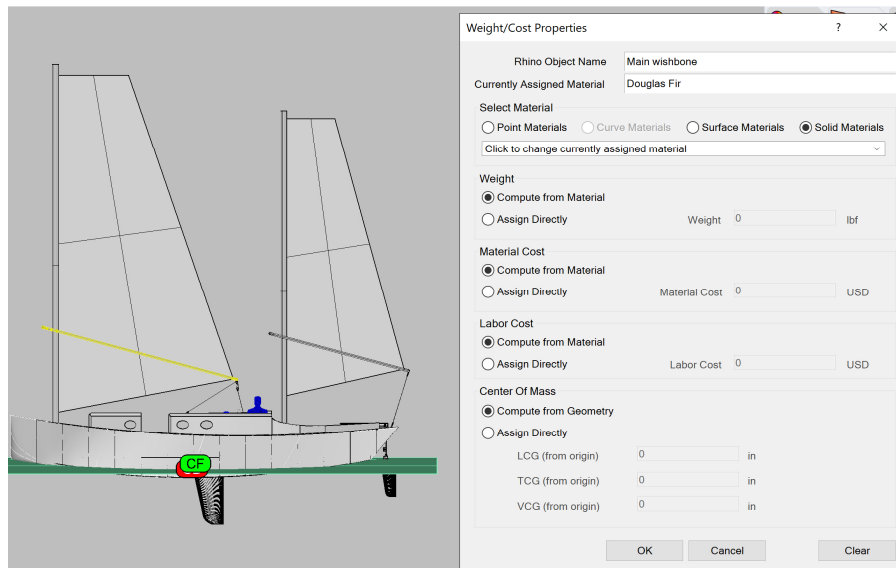 Weight/Cost Properties ? ×
Rhino Object Name Main wishbone
Currently Assigned Material Douglas Fir
Select Material
Point Materials Curve Materials Surface Materials Solid Materials
Click to change currently assigned material
Weight
Compute from Material
Assign Directly Weight 0 lbf
Material Cost
Compute from Material
Assign Directly Material Cost 0 USD
Labor Cost
Compute from Material
Assign Directly Labor Cost 0 USD
Center Of Mass
Compute from Geometry
Assign Directly
LCG (from origin) 0 in
TCG (from origin) 0 in
VCG (from origin) 0 in
OK Cancel Clear
CF